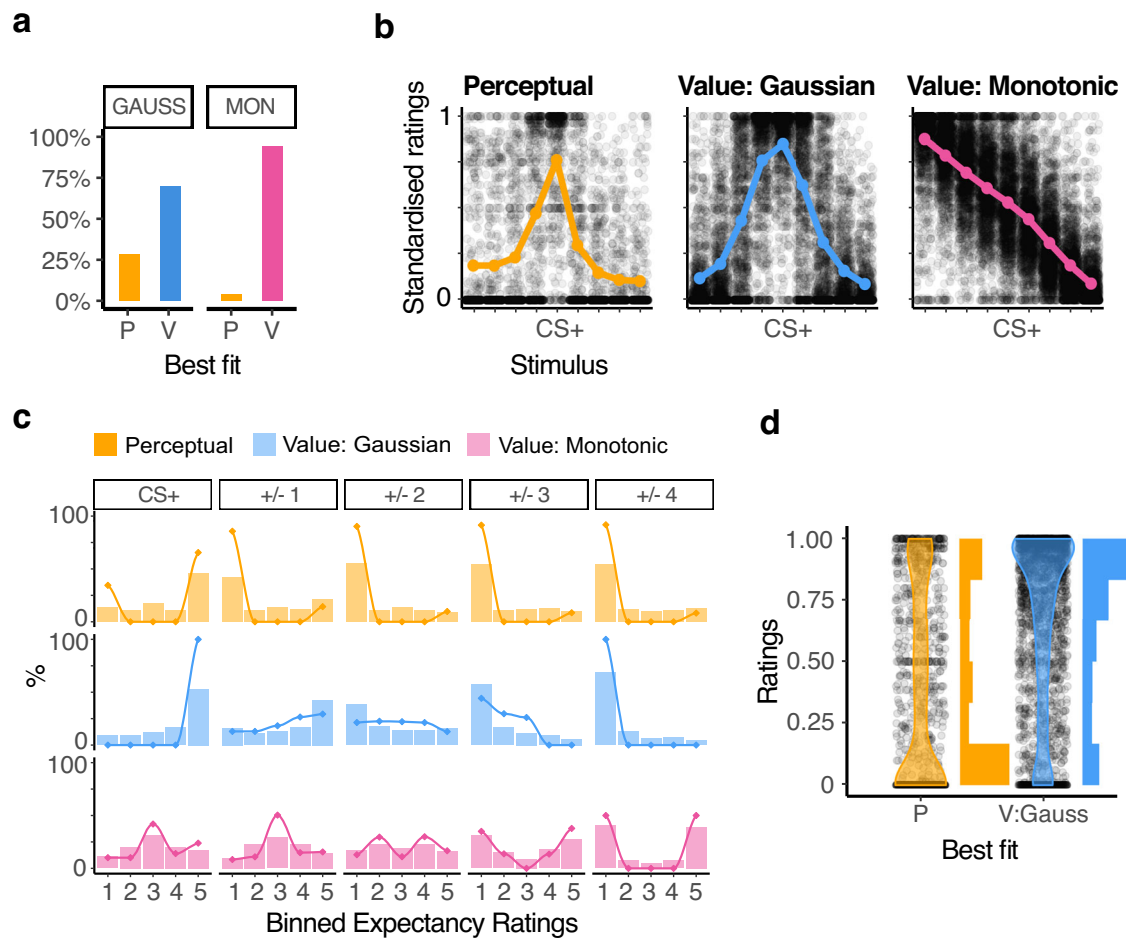 a
GAUSS MON
100%
75%
50%
25%
0%
P V P V
Best fit
b
Perceptual Value: Gaussian Value: Monotonic
Standardised ratings
1
0
CS+ CS+ CS+
Stimulus
c
Perceptual Value: Gaussian Value: Monotonic
CS+ +/- 1 +/- 2 +/- 3 +/- 4
100
0
100
%
0
100
0
1 2 3 4 5 1 2 3 4 5 1 2 3 4 5 1 2 3 4 5 1 2 3 4 5
Binned Expectancy Ratings
d
Ratings
1.00
0.75
0.50
0.25
0
P V:Gauss
Best fit